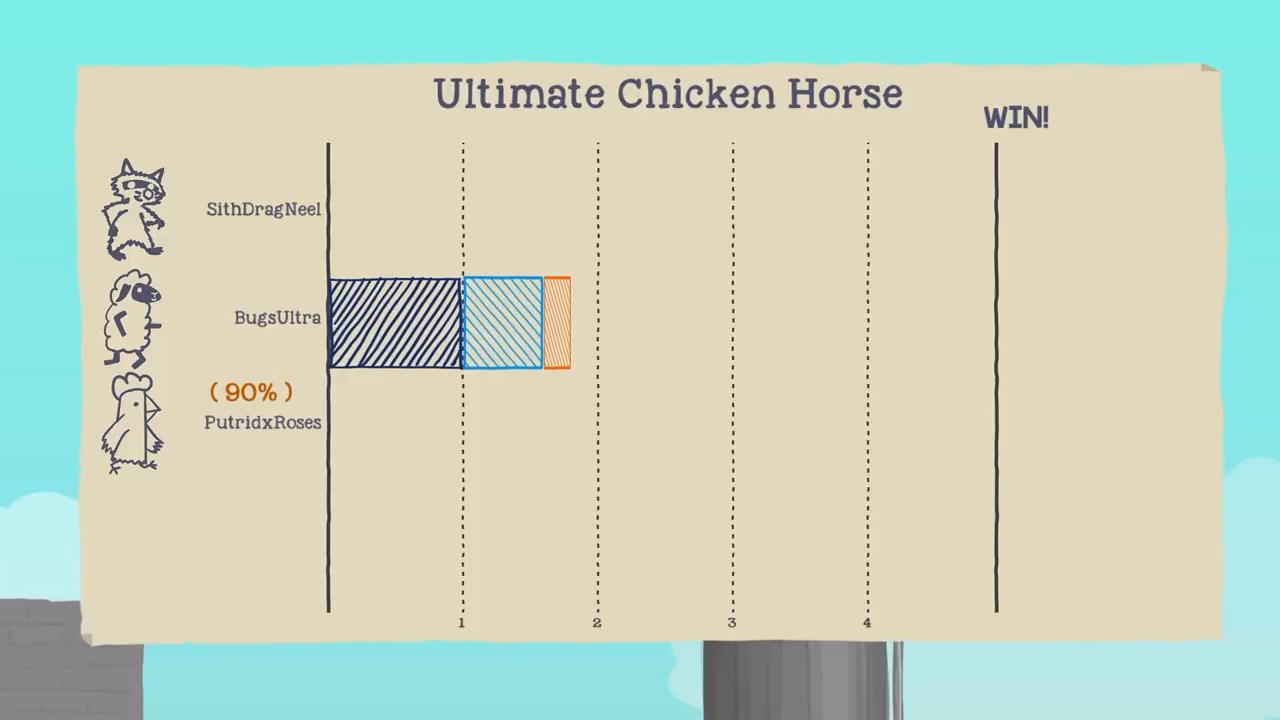 Ultimate Chicken Horse
WIN!
SithDragNeel
BugsUltra
( 90% )
PutridxRoses
1 2 3 4